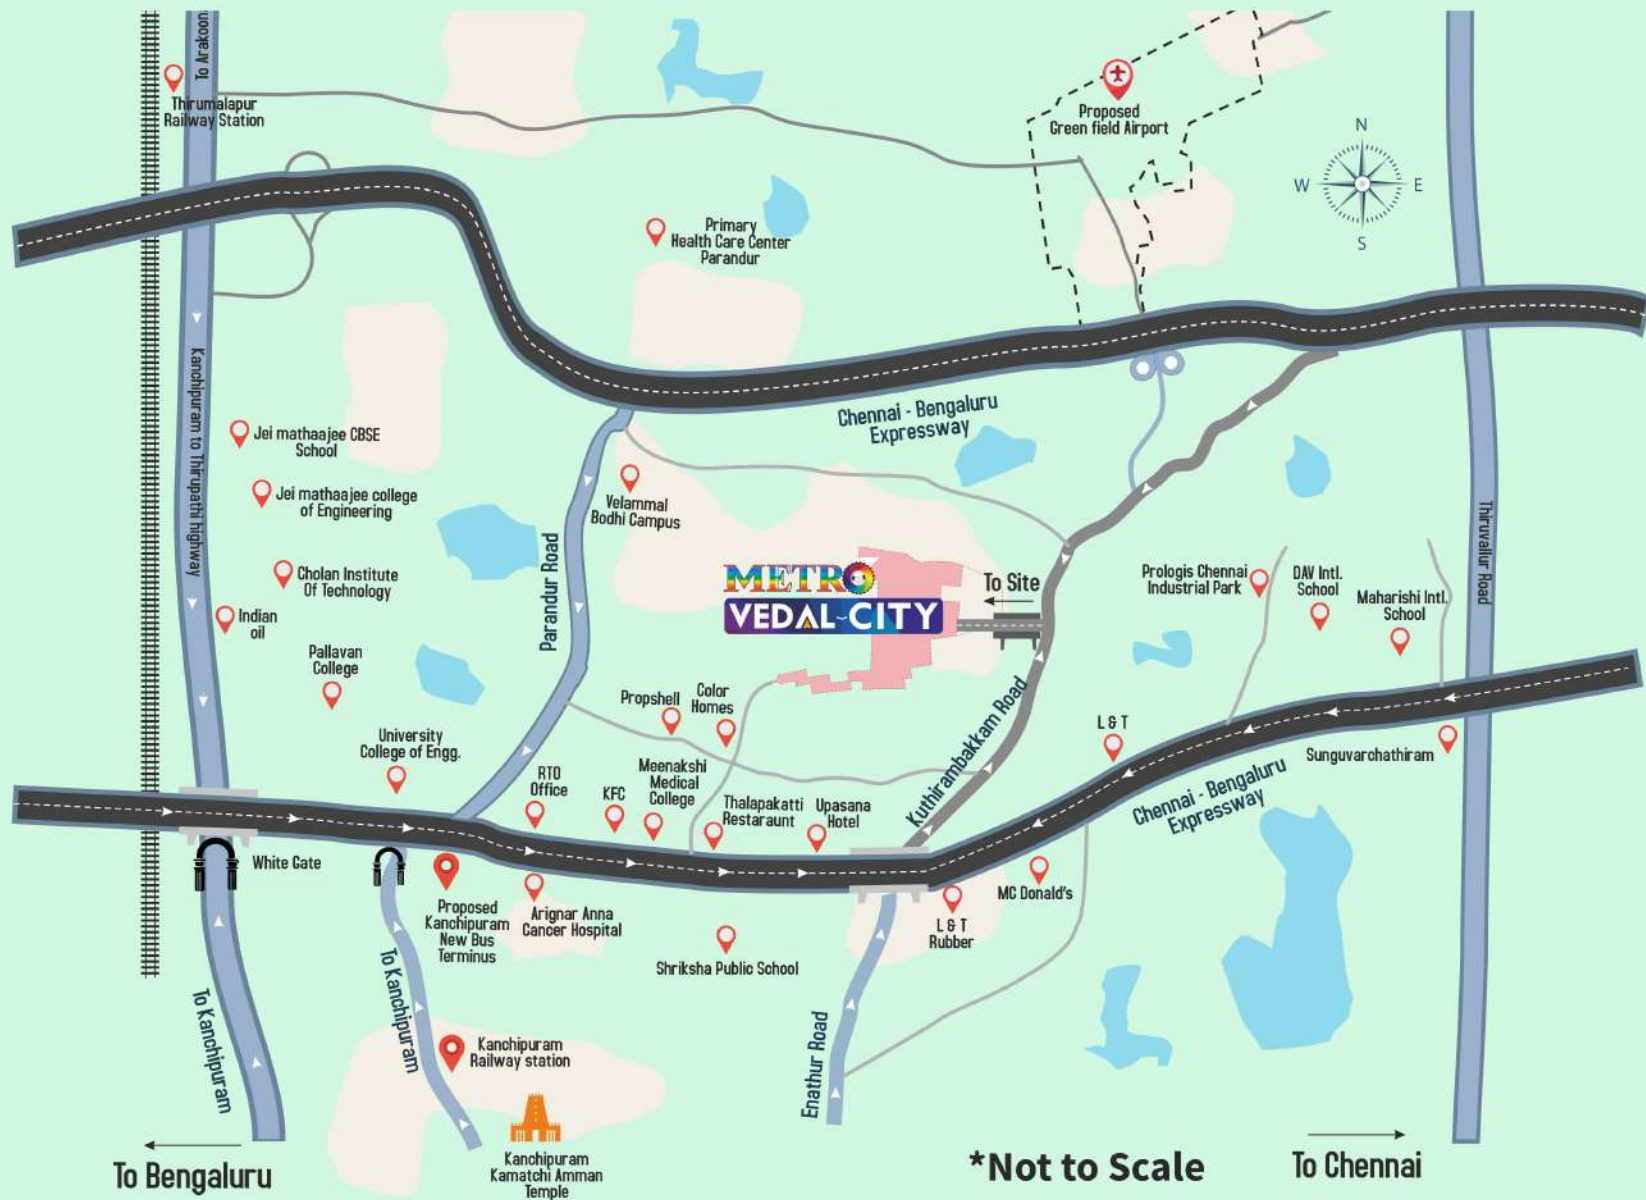 To Arakoon
Thirumalapur
Railway Station
Proposed
Green field Airport
N
W
E
S
Primary
Health Care Center
Parandur
Kanchipuram to Thirupathi highway
Chennai - Bengaluru
Expressway
Jei mathaajee CBSE
School
Jei mathaajee college
of Engineering
Velammal
Bodhi Campus
Parandur Road
Thiruvallur Road
Cholan Institute
Of Technology
Indian
oil
METRO
VEDAL-CITY
To Site
Prologis Chennai
Industrial Park
DAV Intl.
School
Maharishi Intl.
School
Pallavan
College
Propshell
Color
Homes
Kuthirambakkam Road
L & T
Sunguvarchathiram
University
College of Engg.
RTO
Office
KFC
Meenakshi
Medical
College
Thalapakatti
Restaraunt
Upasana
Hotel
Chennai - Bengaluru
Expressway
White Gate
Proposed
Kanchipuram
New Bus
Terminus
Arignar Anna
Cancer Hospital
Shriksha Public School
L & T
Rubber
MC Donald's
To Kanchipuram
To Kanchipuram
Kanchipuram
Railway station
Enathur Road
Kanchipuram
Kamatchi Amman
Temple
To Bengaluru
*Not to Scale
To Chennai